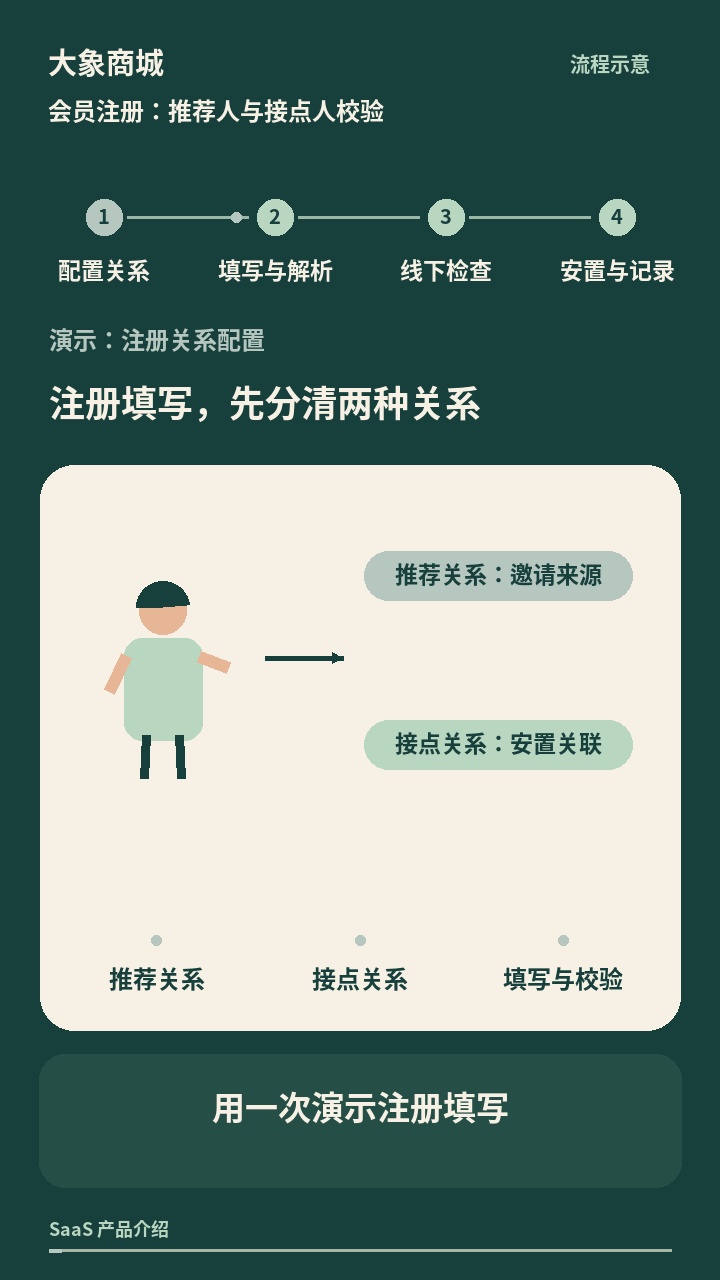 大象商城
流程示意
会员注册：推荐人与接点人校验
1
2
3
4
配置关系
填写与解析
线下检查
安置与记录
演示：注册关系配置
注册填写，先分清两种关系
推荐关系：邀请来源
接点关系：安置关联
推荐关系
接点关系
填写与校验
用一次演示注册填写
SaaS 产品介绍